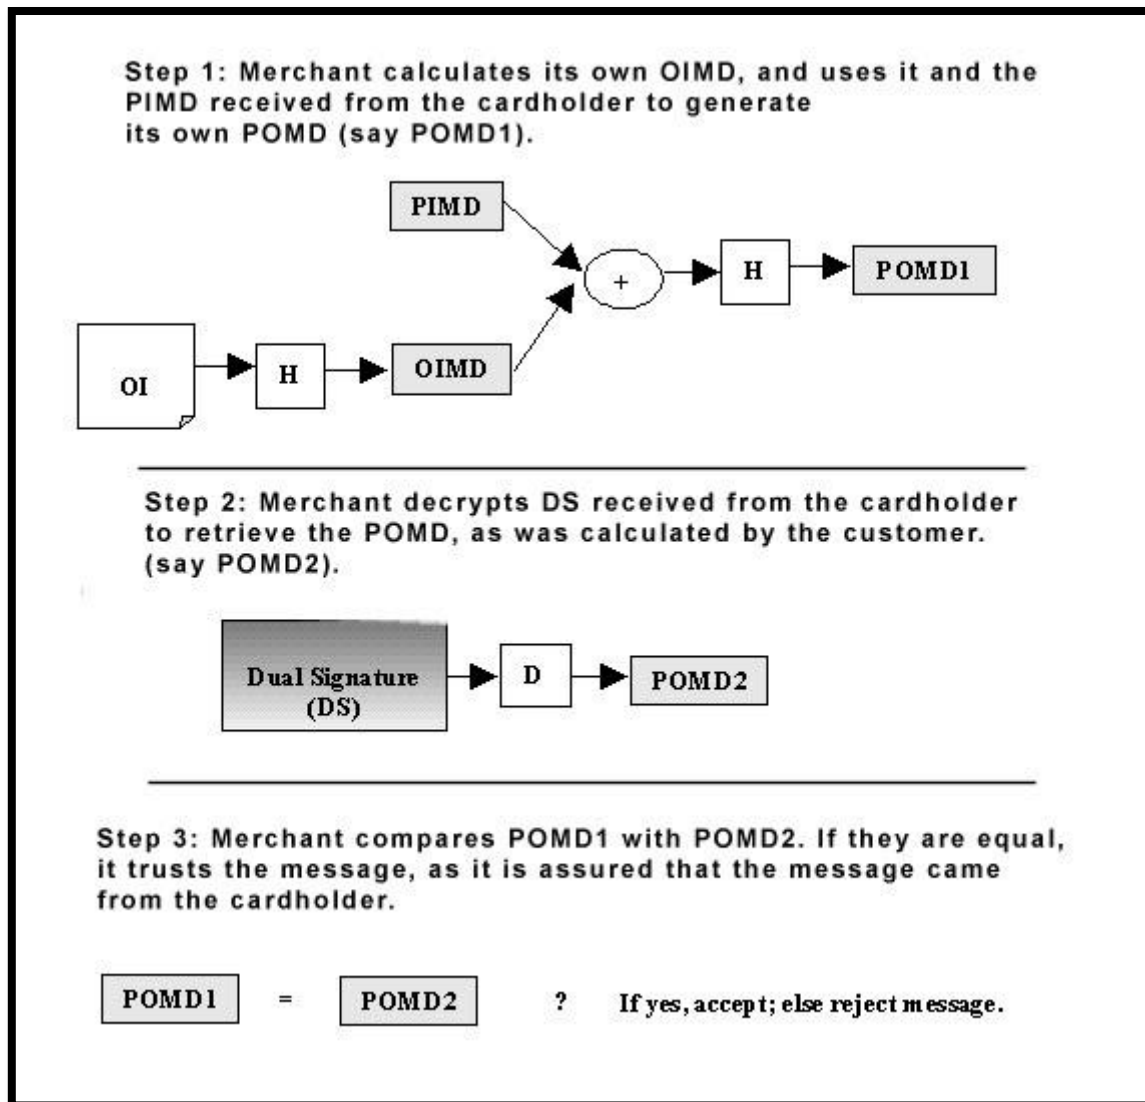 Step 1: Merchant calculates its own OIMD, and uses it and the
PIMD received from the cardholder to generate
its own POMD (say POMD1).
PIMD
+
H
POMD1
OI
H
OIMD
Step 2: Merchant decrypts DS received from the cardholder
to retrieve the POMD, as was calculated by the customer.
(say POMD2).
Dual Signature
(DS)
D
POMD2
Step 3: Merchant compares POMD1 with POMD2. If they are equal,
it trusts the message, as it is assured that the message came
from the cardholder.
POMD1 = POMD2 ? If yes, accept; else reject message.